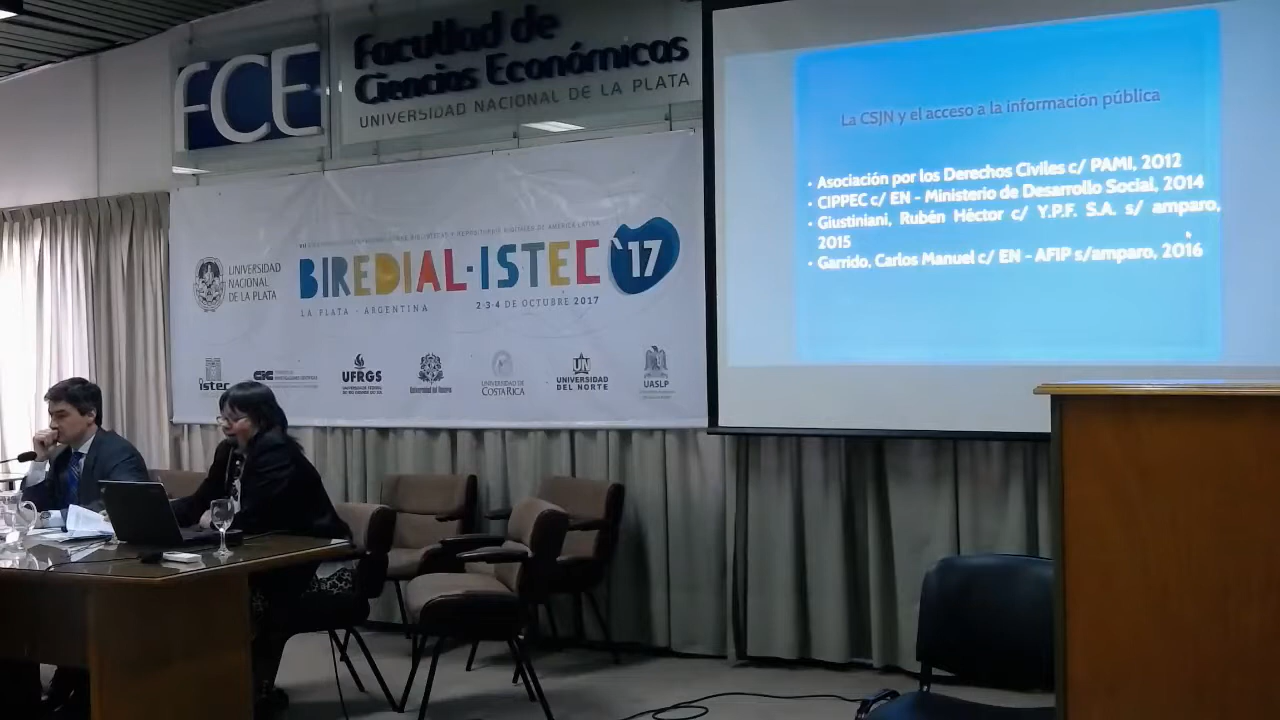 FCE
Facultad de
Ciencias Económicas
UNIVERSIDAD NACIONAL DE LA PLATA
La CSJN y el acceso a la información pública
• Asociación por los Derechos Civiles c/ PAMI, 2012
• CIPPEC c/ EN - Ministerio de Desarrollo Social, 2014
• Giustiniani, Rubén Héctor c/ Y.P.F. S.A. s/ amparo,
2015
• Garrido, Carlos Manuel c/ EN - AFIP s/amparo, 2016
UNIVERSIDAD
NACIONAL
DE LA PLATA
BIREDIAL-ISTEC '17
LA PLATA - ARGENTINA
2-3-4 DE OCTUBRE 2017
istec
CIC
UFRGS
UNIVERSIDAD DE
COSTA RICA
UN
UNIVERSIDAD
DEL NORTE
UASLP